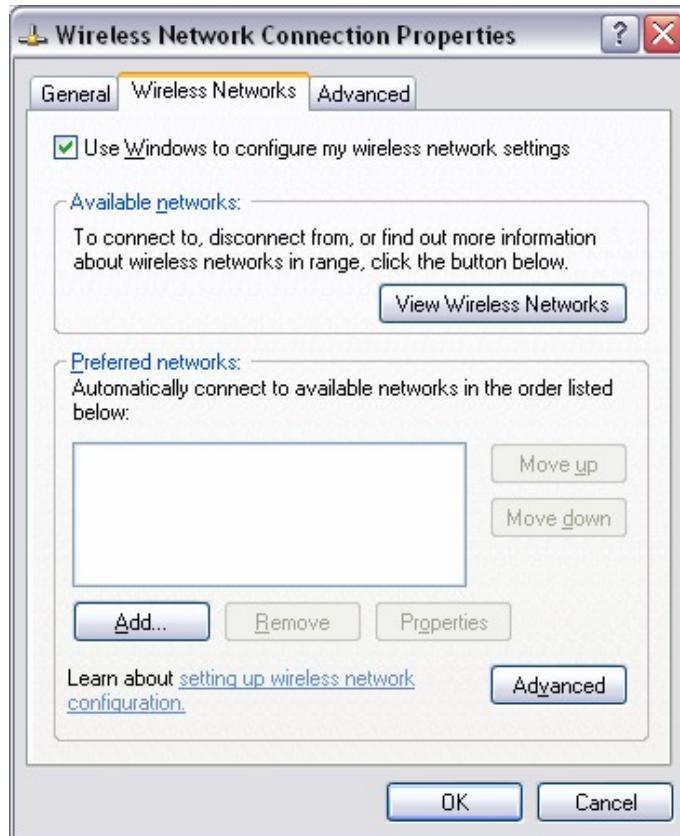 Wireless Network Connection Properties
General Wireless Networks Advanced
Use Windows to configure my wireless network settings
Available networks:
To connect to, disconnect from, or find out more information
about wireless networks in range, click the button below.
View Wireless Networks
Preferred networks:
Automatically connect to available networks in the order listed
below:
Move up
Move down
Add... Remove Properties
Learn about setting up wireless network
configuration.
Advanced
OK Cancel